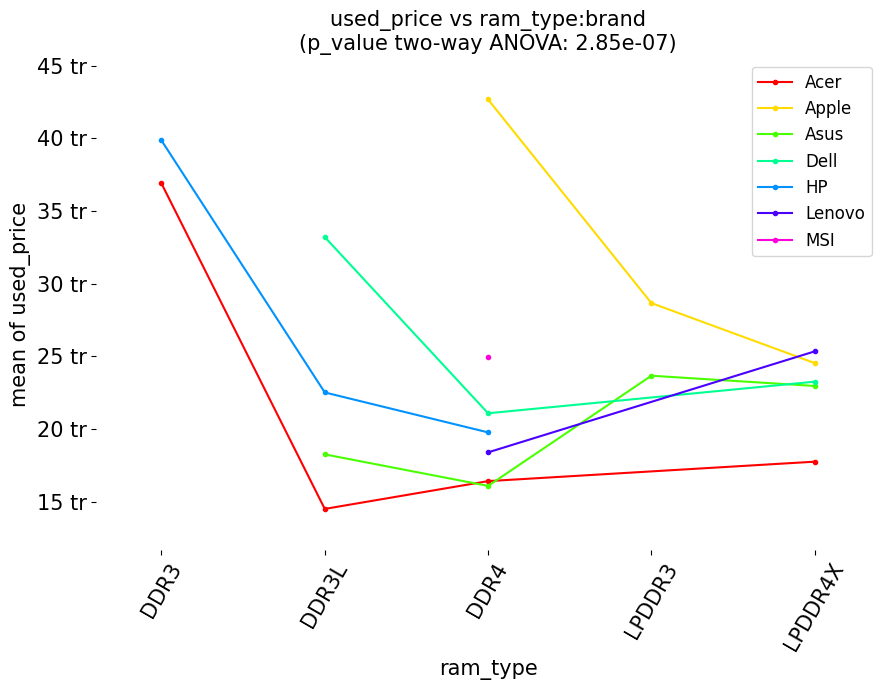 used_price vs ram_type:brand
(p_value two-way ANOVA: 2.85e-07)
45 tr
40 tr
35 tr
30 tr
25 tr
20 tr
15 tr
mean of used_price
Acer
Apple
Asus
Dell
HP
Lenovo
MSI
DDR3
DDR3L
DDR4
LPDDR3
LPDDR4X
ram_type